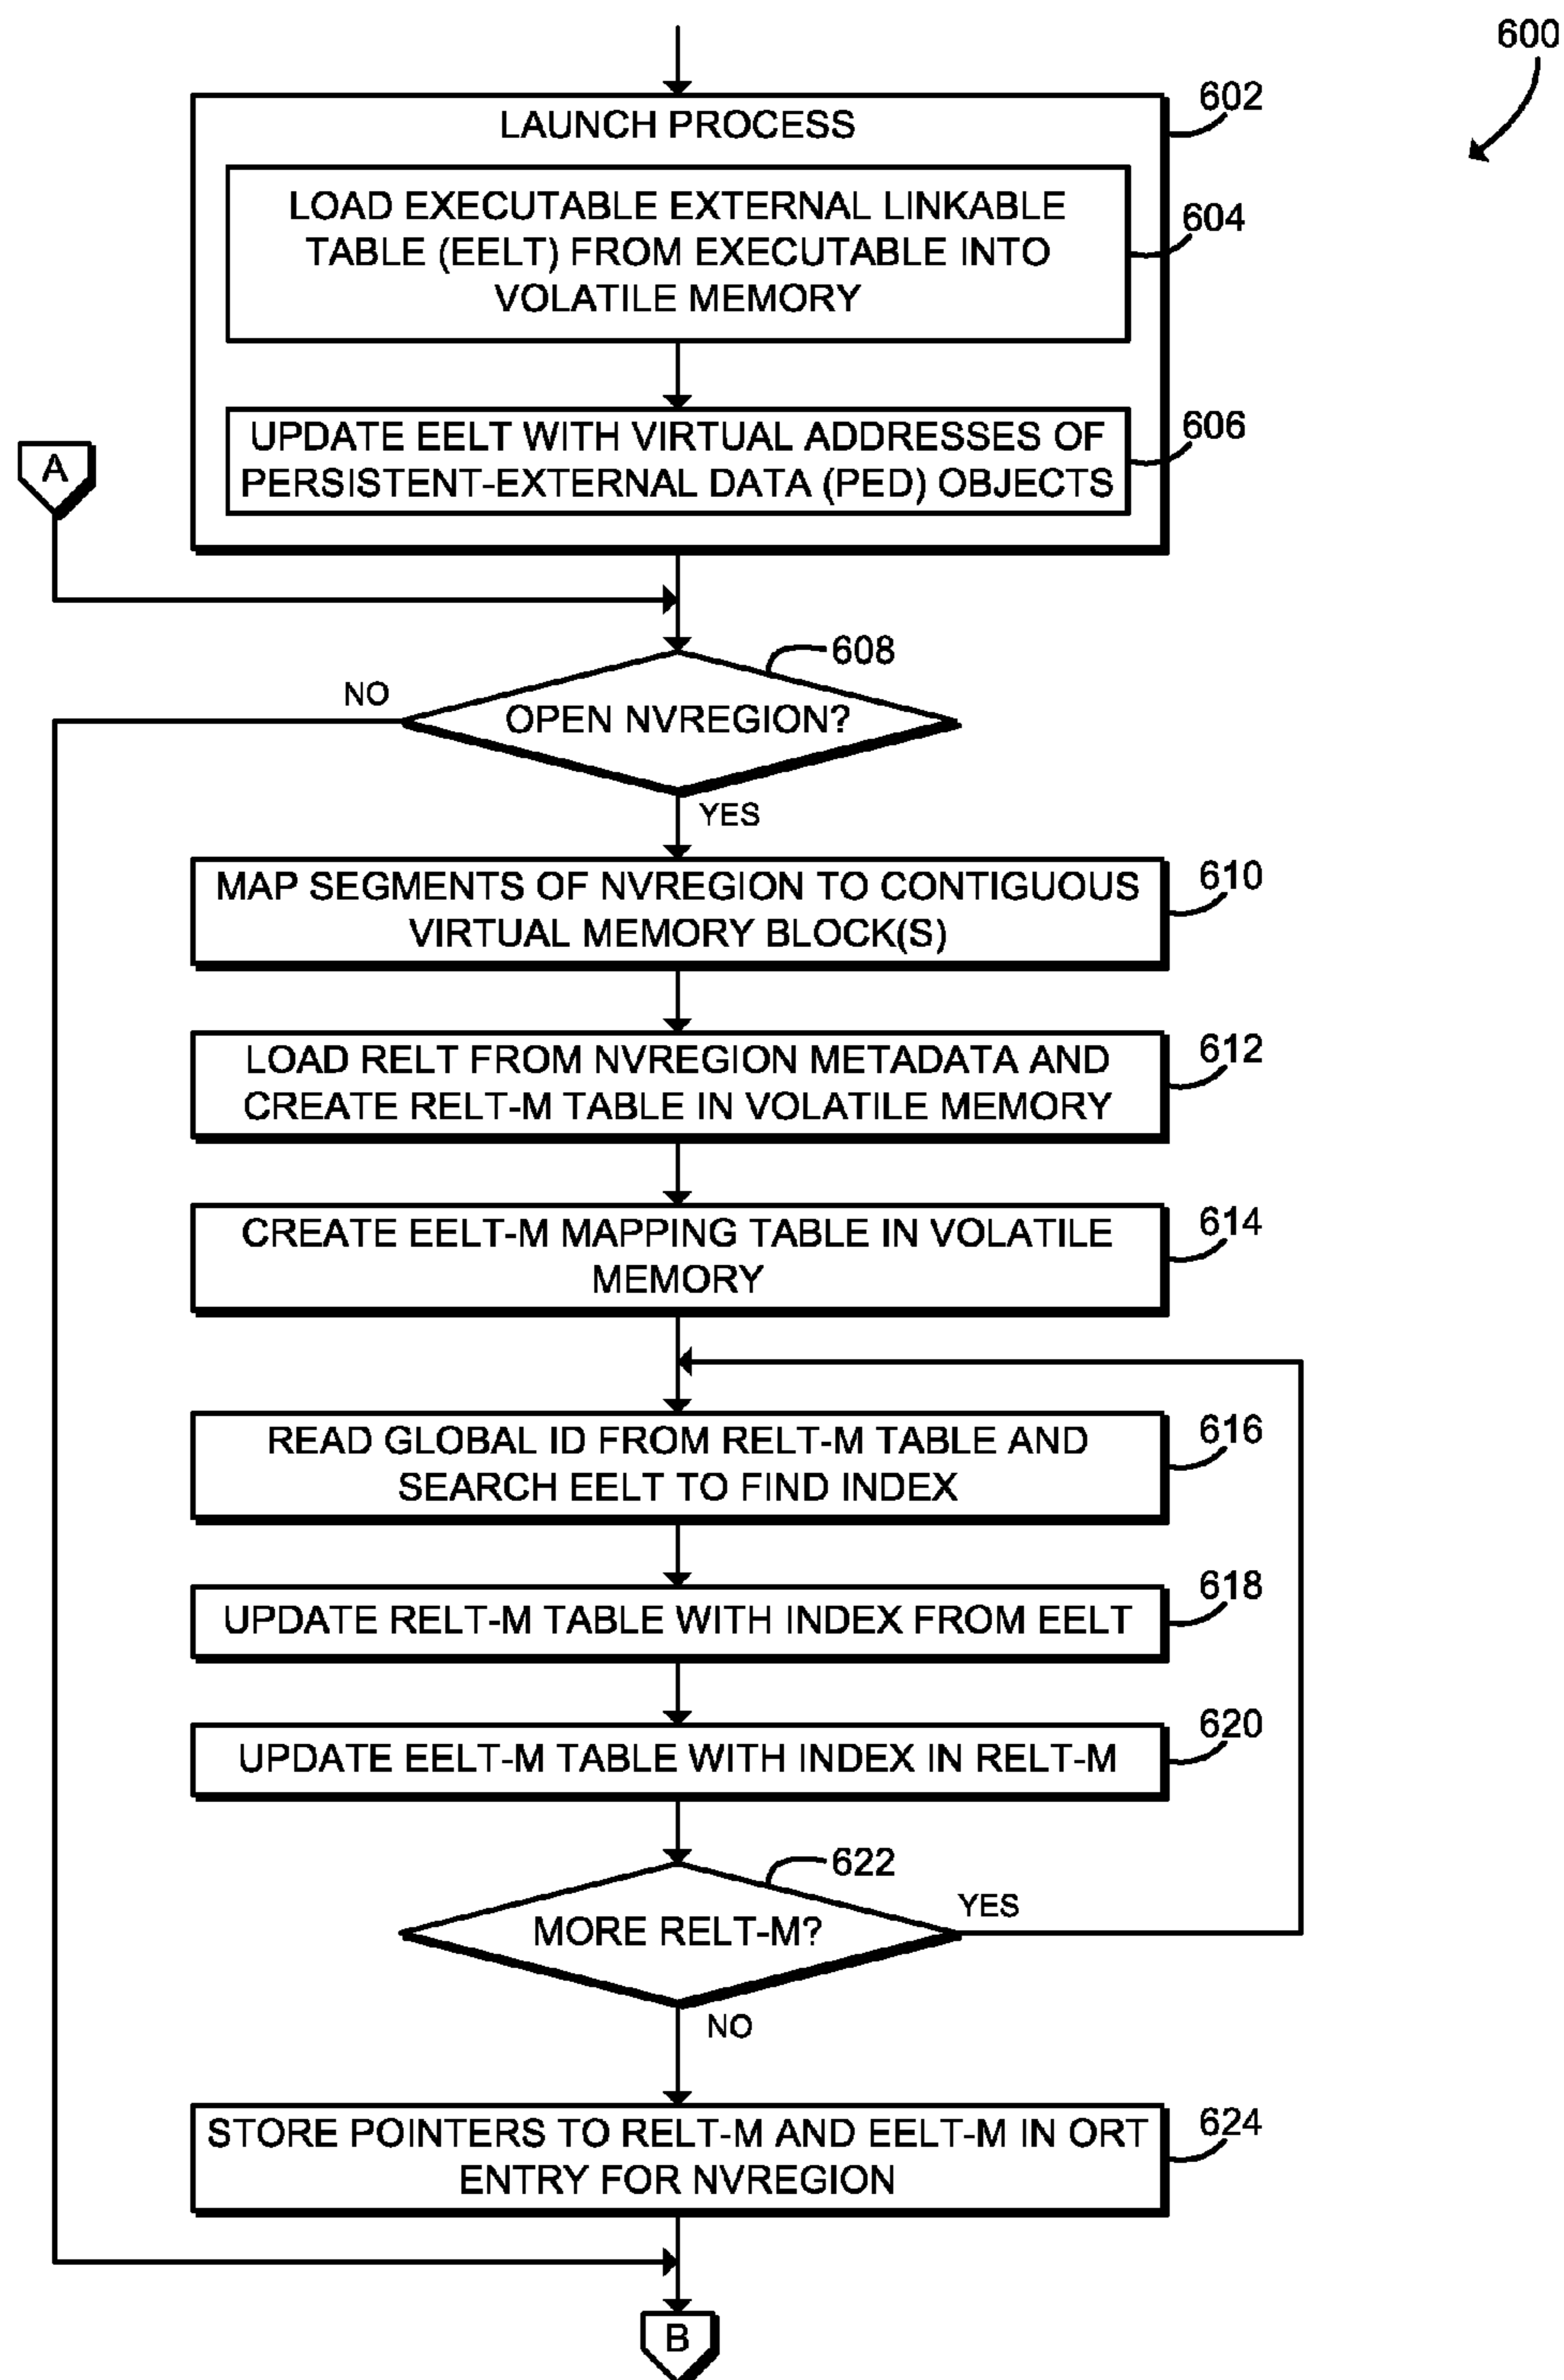 600
602
LAUNCH PROCESS
LOAD EXECUTABLE EXTERNAL LINKABLE
TABLE (EELT) FROM EXECUTABLE INTO
VOLATILE MEMORY
604
UPDATE EELT WITH VIRTUAL ADDRESSES OF
PERSISTENT-EXTERNAL DATA (PED) OBJECTS
606
A
608
NO
OPEN NVREGION?
YES
MAP SEGMENTS OF NVREGION TO CONTIGUOUS
VIRTUAL MEMORY BLOCK(S)
610
LOAD RELT FROM NVREGION METADATA AND
CREATE RELT-M TABLE IN VOLATILE MEMORY
612
CREATE EELT-M MAPPING TABLE IN VOLATILE
MEMORY
614
READ GLOBAL ID FROM RELT-M TABLE AND
SEARCH EELT TO FIND INDEX
616
UPDATE RELT-M TABLE WITH INDEX FROM EELT
618
UPDATE EELT-M TABLE WITH INDEX IN RELT-M
620
622
MORE RELT-M?
YES
NO
STORE POINTERS TO RELT-M AND EELT-M IN ORT
ENTRY FOR NVREGION
624
B